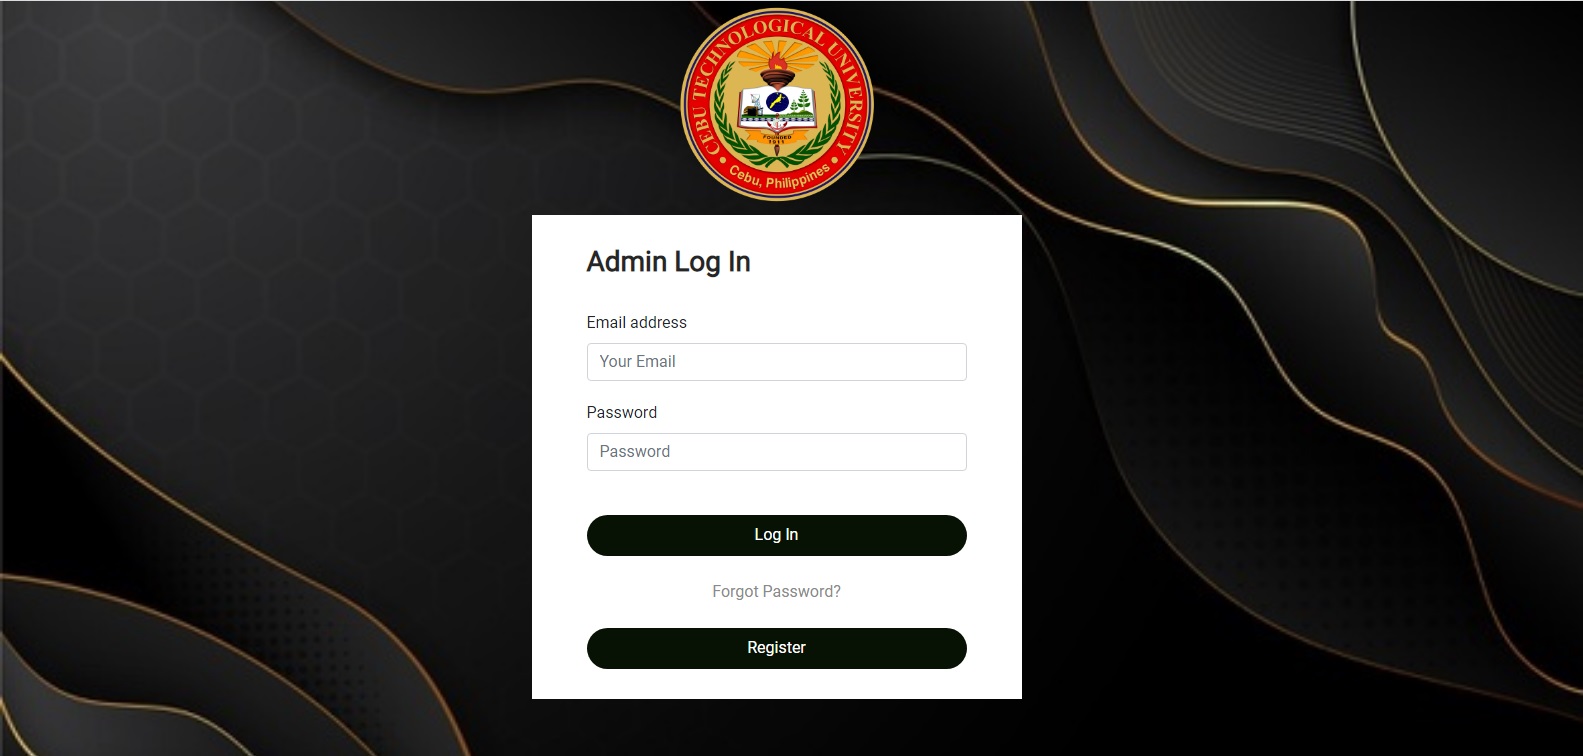 CEBU TECHNOLOGICAL UNIVERSITY
FOUNDED
1911
Cebu, Philippines
Admin Log In
Email address
Your Email
Password
Password
Log In
Forgot Password?
Register